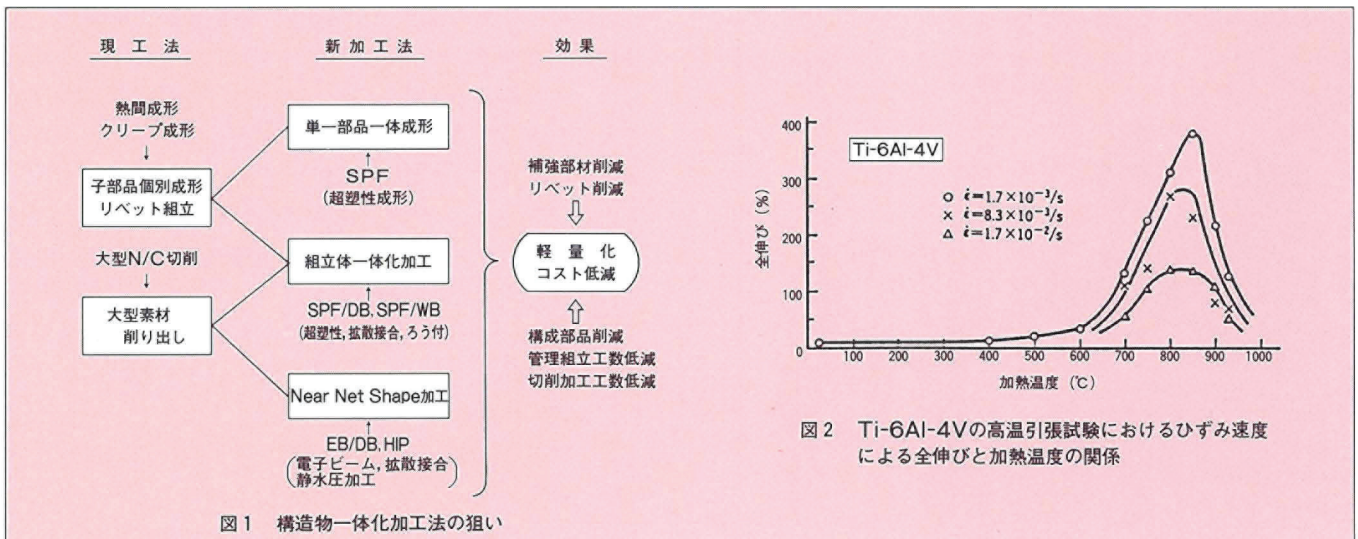 現工法
新加工法
効果
熱間成形
クリープ成形
子部品個別成形
リベット組立
大型N/C切削
大型素材
削り出し
単一部品一体成形
SPF
(超塑性成形)
組立体一体化加工
SPF/DB, SPF/WB
(超塑性, 拡散接合, ろう付)
Near Net Shape加工
EB/DB, HIP
(電子ビーム, 拡散接合
静水圧加工)
補強部材削減
リベット削減
軽量化
コスト低減
構成部品削減
管理組立工数低減
切削加工工数低減
図1 構造物一体化加工法の狙い
Ti-6Al-4V
○ ε̇=1.7×10⁻³/s
× ε̇=8.3×10⁻³/s
△ ε̇=1.7×10⁻²/s
全伸び (%)
400
300
200
100
0
100 200 300 400 500 600 700 800 900 1000
加熱温度 (℃)
図2 Ti-6Al-4Vの高温引張試験におけるひずみ速度
による全伸びと加熱温度の関係